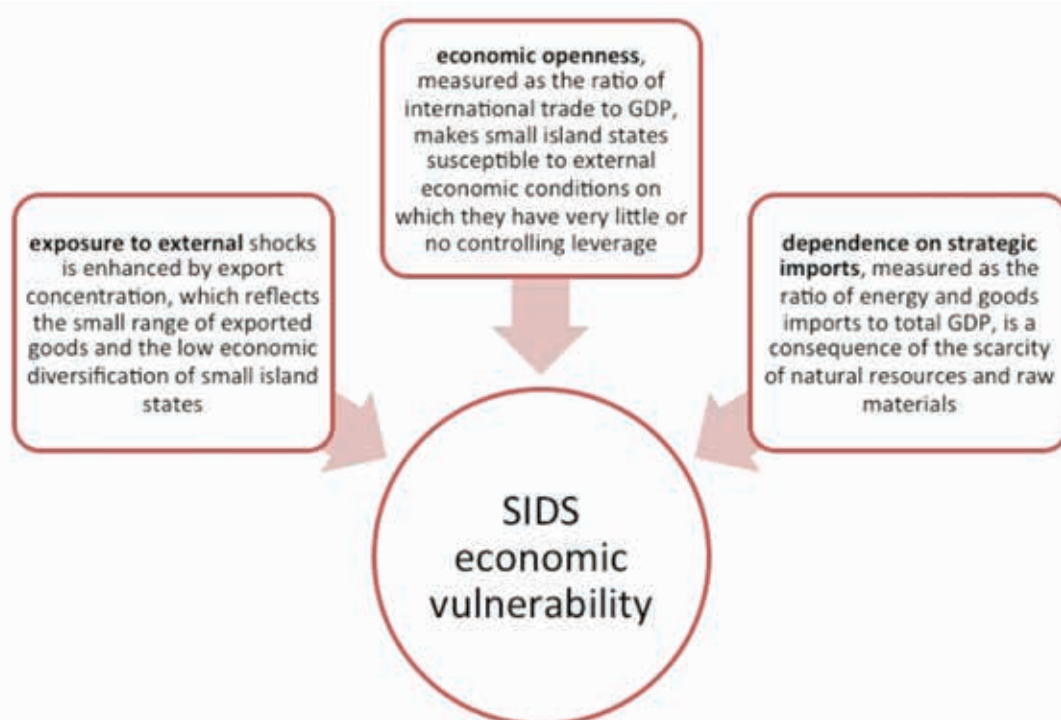 economic openness,
measured as the ratio of
international trade to GDP,
makes small island states
susceptible to external
economic conditions on
which they have very little or
no controlling leverage
exposure to external shocks
is enhanced by export
concentration, which reflects
the small range of exported
goods and the low economic
diversification of small island
states
dependence on strategic
imports, measured as the
ratio of energy and goods
imports to total GDP, is a
consequence of the scarcity
of natural resources and raw
materials
SIDS
economic
vulnerability